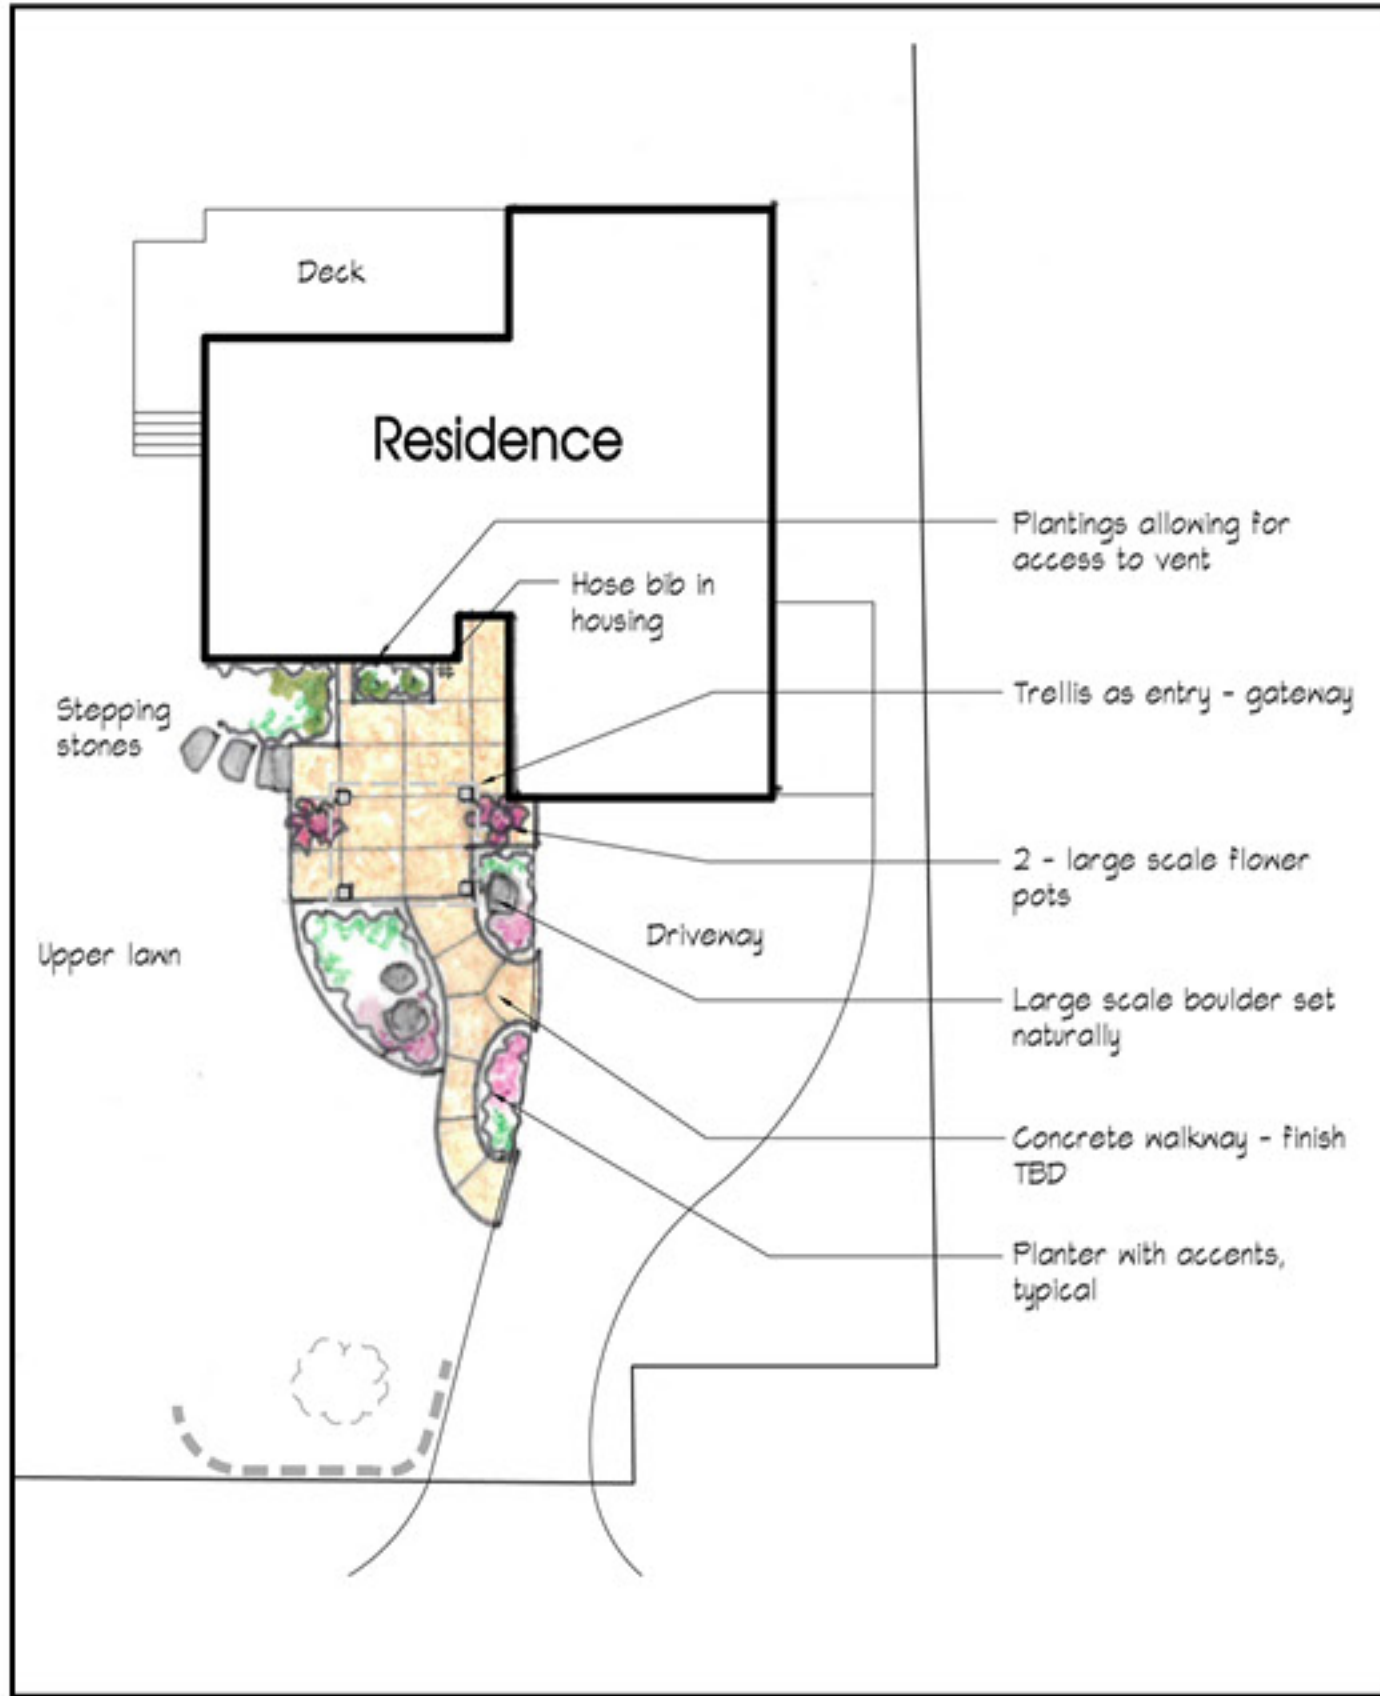 Deck
Residence
Plantings allowing for
access to vent
Hose bib in
housing
Trellis as entry - gateway
Stepping
stones
2 - large scale flower
pots
Driveway
Upper lawn
Large scale boulder set
naturally
Concrete walkway - finish
TBD
Planter with accents,
typical